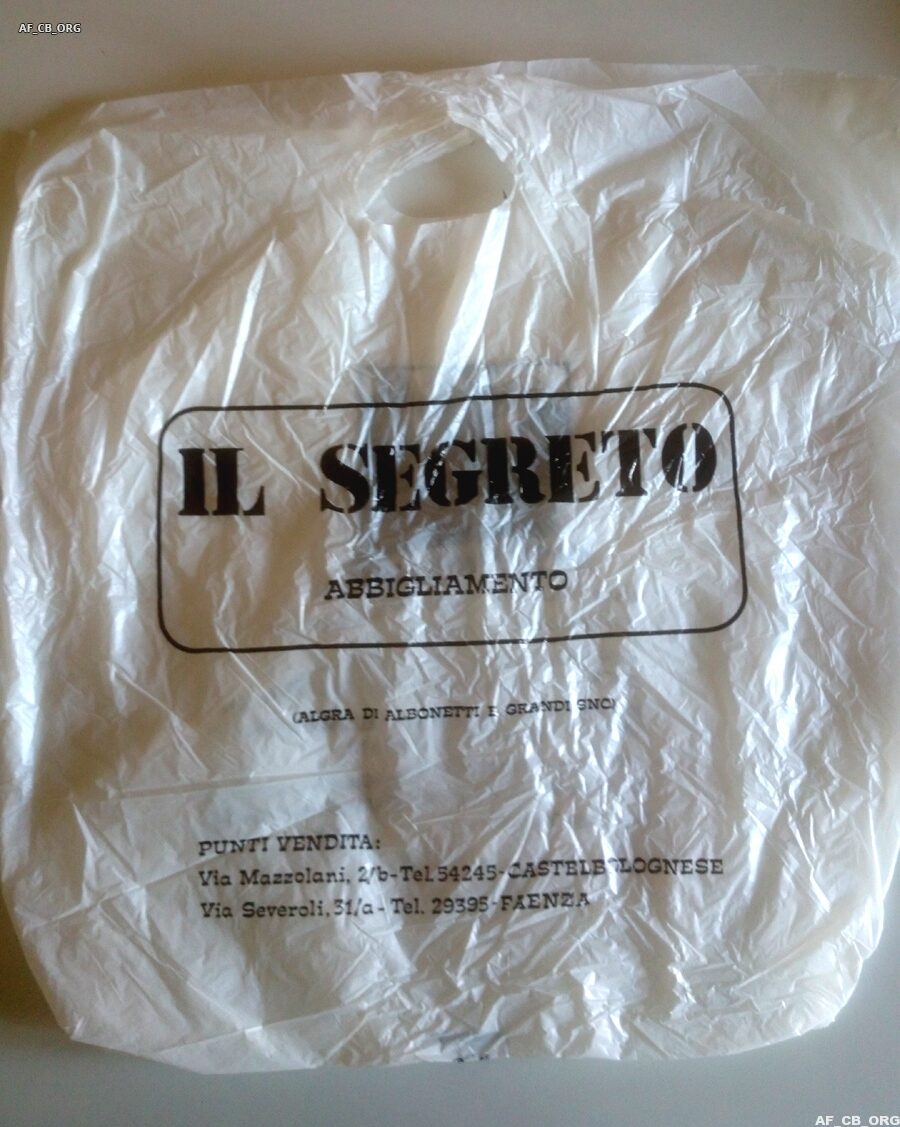 AF_CB_ORG
IL SEGRETO
ABBIGLIAMENTO
(ALGRA DI ALBONETTI E GRANDI SNC)
PUNTI VENDITA:
Via Mazzolani, 2/b-Tel.54245-CASTELBOLOGNESE
Via Severoli, 31/a - Tel. 29395-FAENZA
AF_CB_ORG